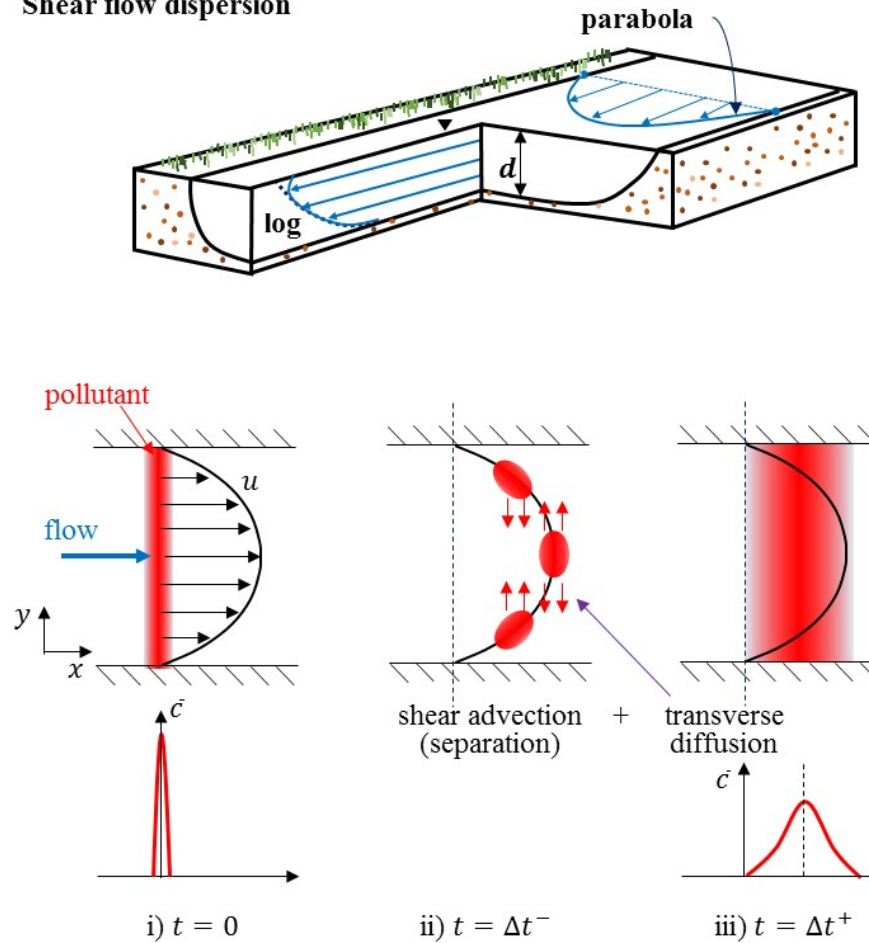 Shear flow dispersion
parabola
d
log
pollutant
u
flow
y
x
c̄
shear advection + transverse
(separation) diffusion
c̄
i) t = 0
ii) t = Δt⁻
iii) t = Δt⁺